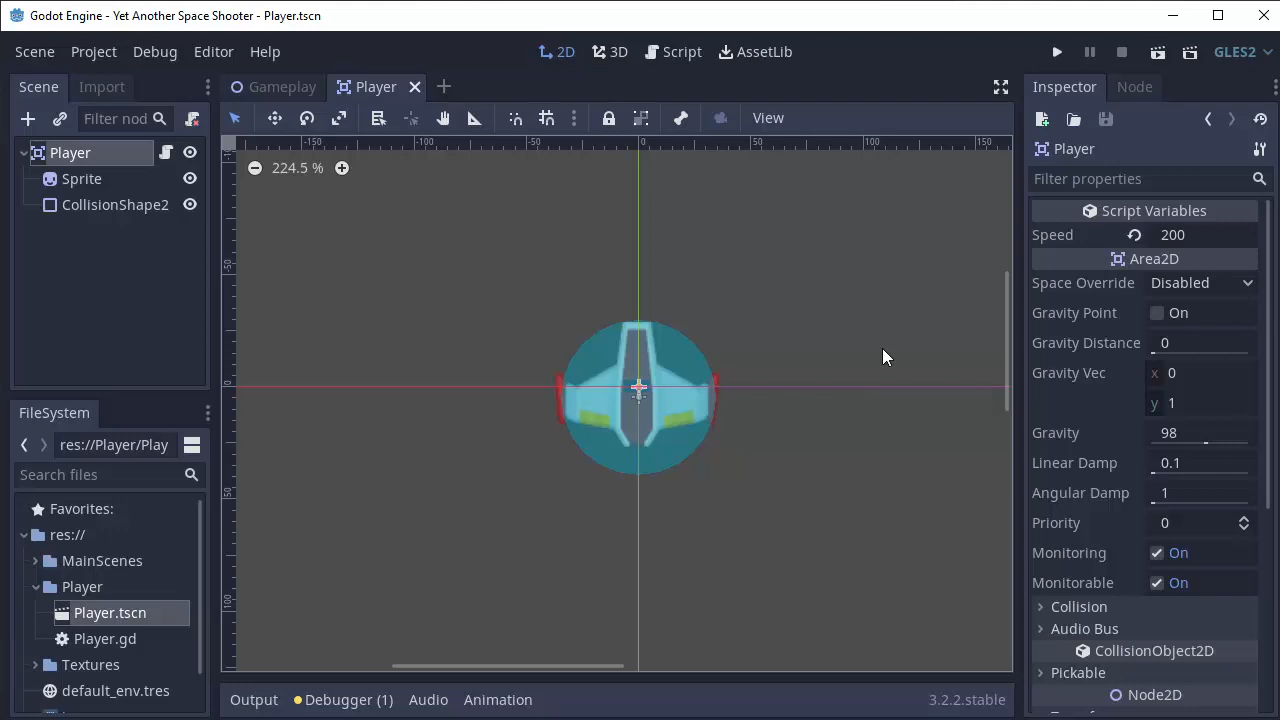 Godot Engine - Yet Another Space Shooter - Player.tscn
Scene Project Debug Editor Help
2D 3D Script AssetLib
GLES2
Scene Import
Filter nod
Player
Sprite
CollisionShape2
FileSystem
res://Player/Play
Search files
Favorites:
res://
MainScenes
Player
Player.tscn
Player.gd
Textures
default_env.tres
Gameplay Player
View
-150 -100 -50 0 50 100 150
224.5 %
-50
0
50
100
Output Debugger (1) Audio Animation 3.2.2.stable
Inspector Node
Player
Filter properties
Script Variables
Speed 200
Area2D
Space Override Disabled
Gravity Point On
Gravity Distance 0
Gravity Vec x 0
y 1
Gravity 98
Linear Damp 0.1
Angular Damp 1
Priority 0
Monitoring On
Monitorable On
Collision
Audio Bus
CollisionObject2D
Pickable
Node2D